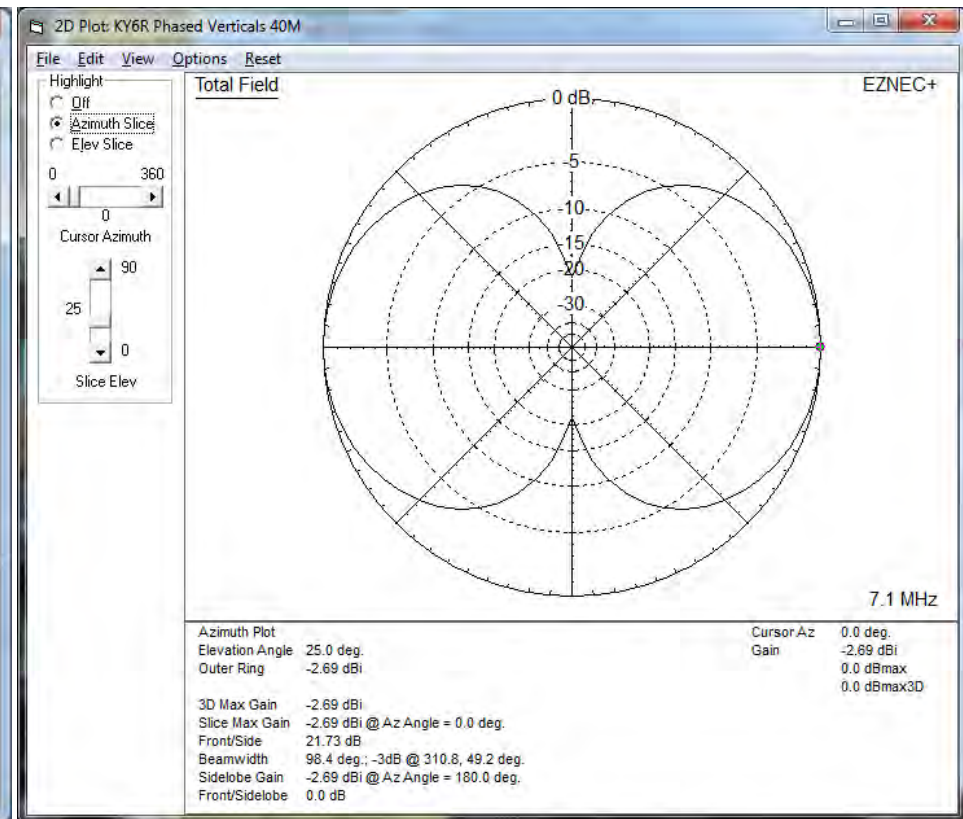 2D Plot: KY6R Phased Verticals 40M
File Edit View Options Reset
Highlight
Off
Azimuth Slice
Elev Slice
0 360
0
Cursor Azimuth
90
25
0
Slice Elev
Total Field
EZNEC+
0 dB
-5
-10
-15
-20
-30
7.1 MHz
Azimuth Plot
Elevation Angle 25.0 deg.
Outer Ring -2.69 dBi
3D Max Gain -2.69 dBi
Slice Max Gain -2.69 dBi @ Az Angle = 0.0 deg.
Front/Side 21.73 dB
Beamwidth 98.4 deg.; -3dB @ 310.8, 49.2 deg.
Sidelobe Gain -2.69 dBi @ Az Angle = 180.0 deg.
Front/Sidelobe 0.0 dB
Cursor Az 0.0 deg.
Gain -2.69 dBi
0.0 dBmax
0.0 dBmax3D